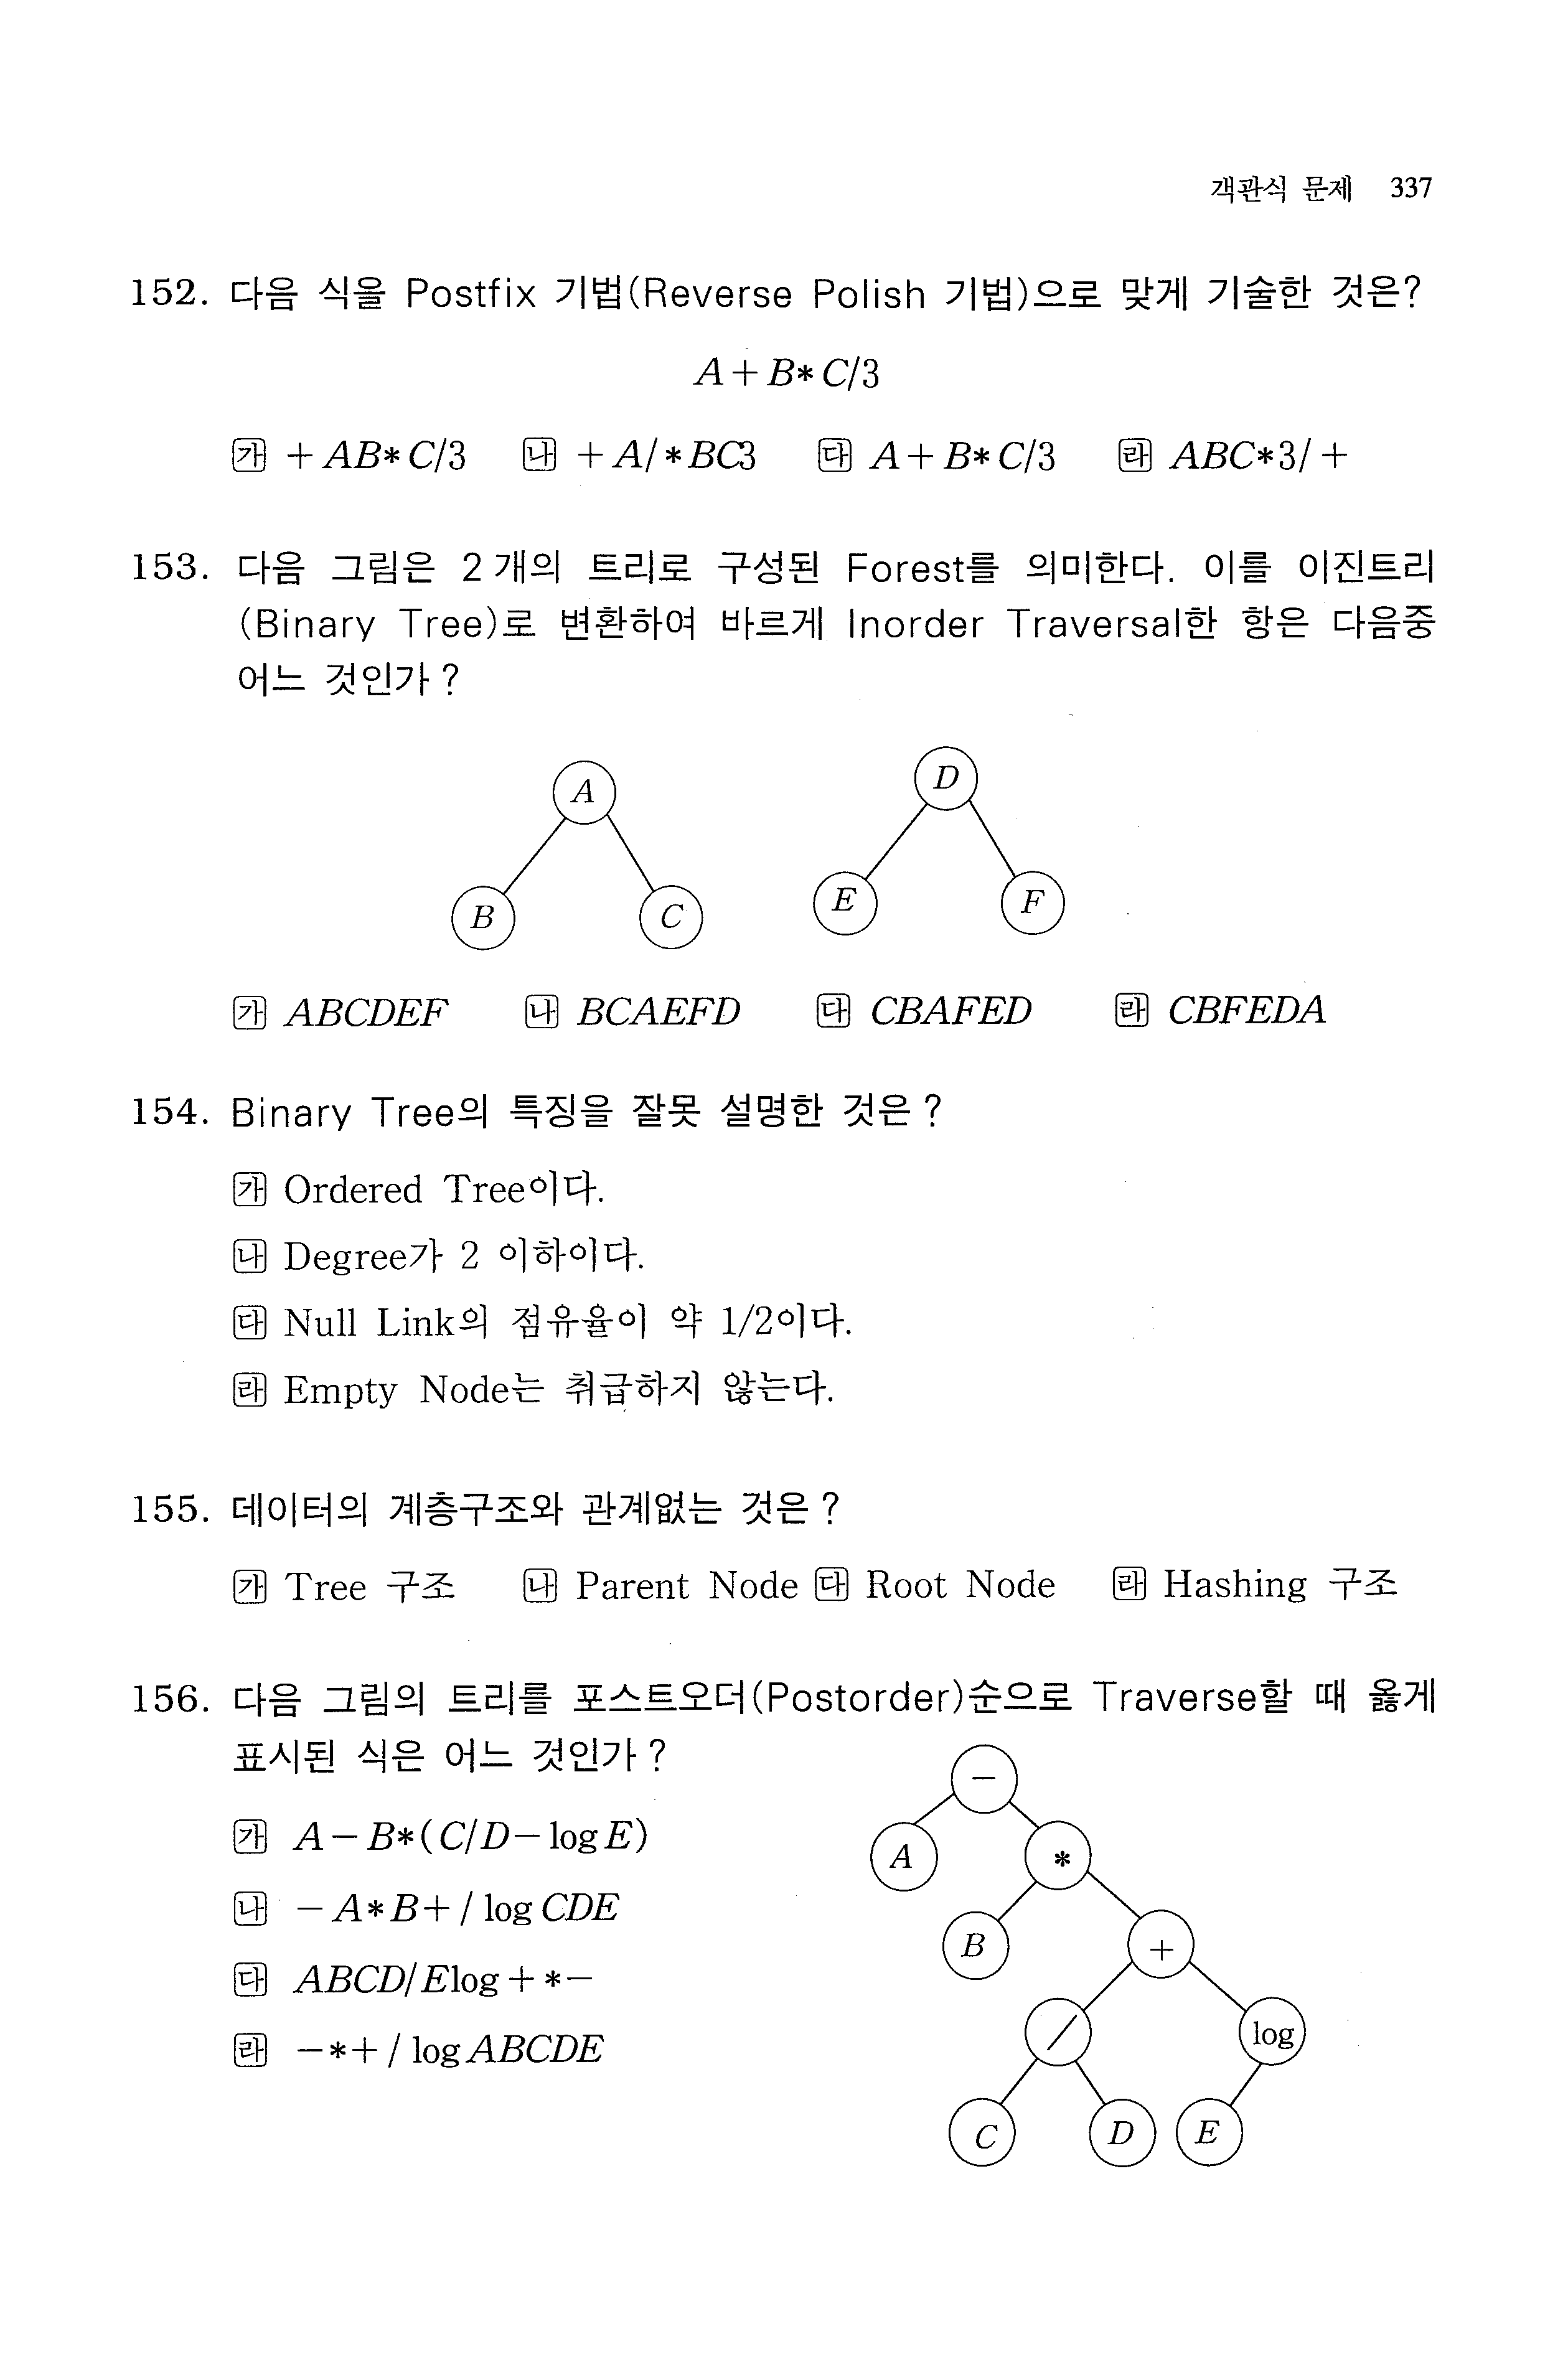 객관식 문제 337
152. 다음 식을 Postfix 기법(Reverse Polish 기법)으로 맞게 기술한 것은?
A+B*C/3
㉮ +AB*C/3 ㉯ +A/*BC3 ㉰ A+B*C/3 ㉱ ABC*3/+
153. 다음 그림은 2개의 트리로 구성된 Forest를 의미한다. 이를 이진트리
(Binary Tree)로 변환하여 바르게 Inorder Traversal한 항은 다음중
어느 것인가?
A D
B C E F
㉮ ABCDEF ㉯ BCAEFD ㉰ CBAFED ㉱ CBFEDA
154. Binary Tree의 특징을 잘못 설명한 것은?
㉮ Ordered Tree이다.
㉯ Degree가 2 이하이다.
㉰ Null Link의 점유율이 약 1/2이다.
㉱ Empty Node는 취급하지 않는다.
155. 데이터의 계층구조와 관계없는 것은?
㉮ Tree 구조 ㉯ Parent Node ㉰ Root Node ㉱ Hashing 구조
156. 다음 그림의 트리를 포스트오더(Postorder)순으로 Traverse할 때 옳게
표시된 식은 어느 것인가?
㉮ A-B*(C/D-log E)
㉯ -A*B+/log CDE
㉰ ABCD/Elog+*-
㉱ -*+/log ABCDE
-
A *
B +
/ log
C D E